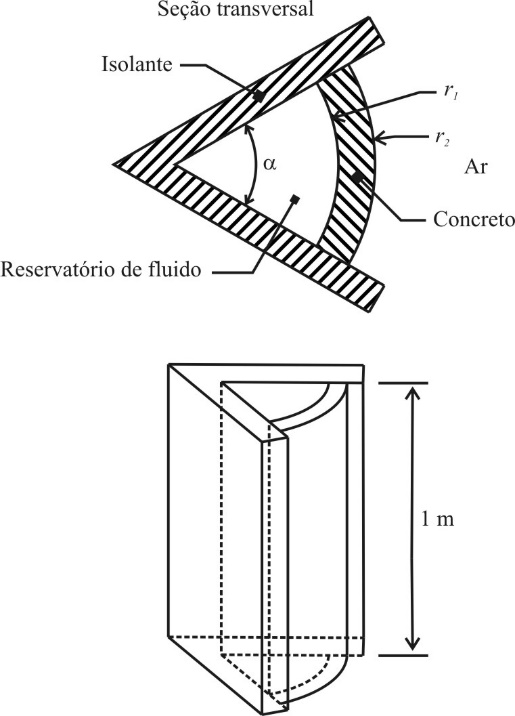 Seção transversal
Isolante
r1
r2
α
Ar
Concreto
Reservatório de fluido
1 m